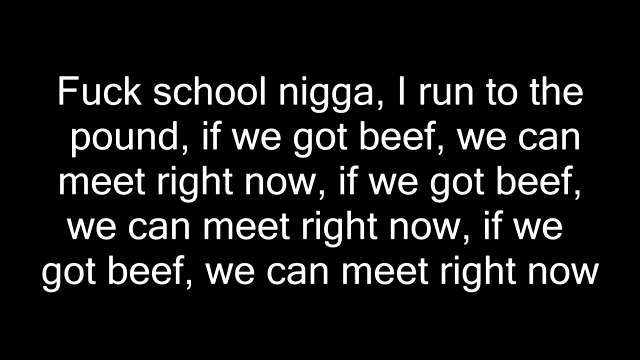 Fuck school nigga, I run to the
pound, if we got beef, we can
meet right now, if we got beef,
we can meet right now, if we
got beef, we can meet right now